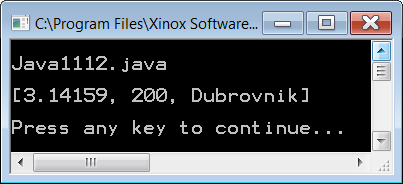 C:\Program Files\Xinox Software...
Java1112.java
[3.14159, 200, Dubrovnik]
Press any key to continue...